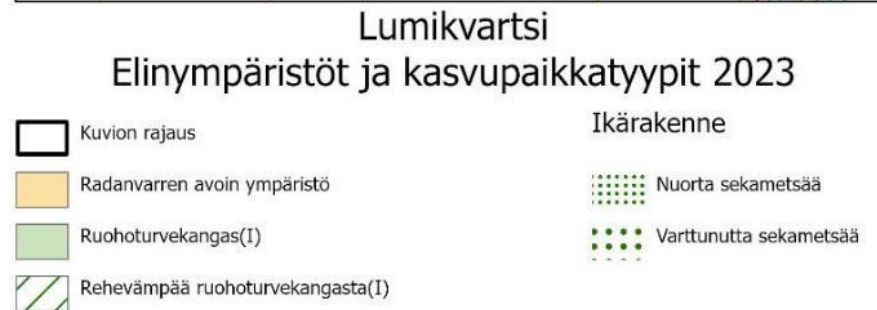 Lumikvartsi
Elinympäristöt ja kasvupaikkatyypit 2023
Kuvion rajaus
Radanvarren avoin ympäristö
Ruohoturvekangas(I)
Rehevämpää ruohoturvekangasta(I)
Ikärakenne
Nuorta sekametsää
Varttunutta sekametsää